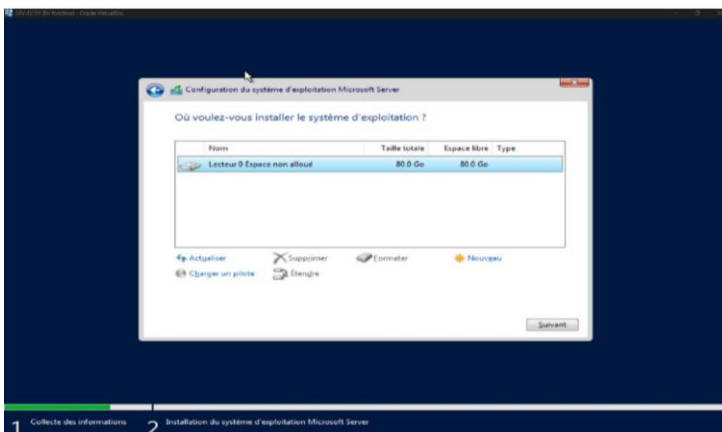 Configuration du système d'exploitation Microsoft Server
Où voulez-vous installer le système d'exploitation ?
Nom Taille totale Espace libre Type
Lecteur 0 Espace non alloué 80.0 Go 80.0 Go
Actualiser Supprimer Formater Nouveau
Charger un pilote Étendre
Suivant
1 Collecte des informations 2 Installation du système d'exploitation Microsoft Server